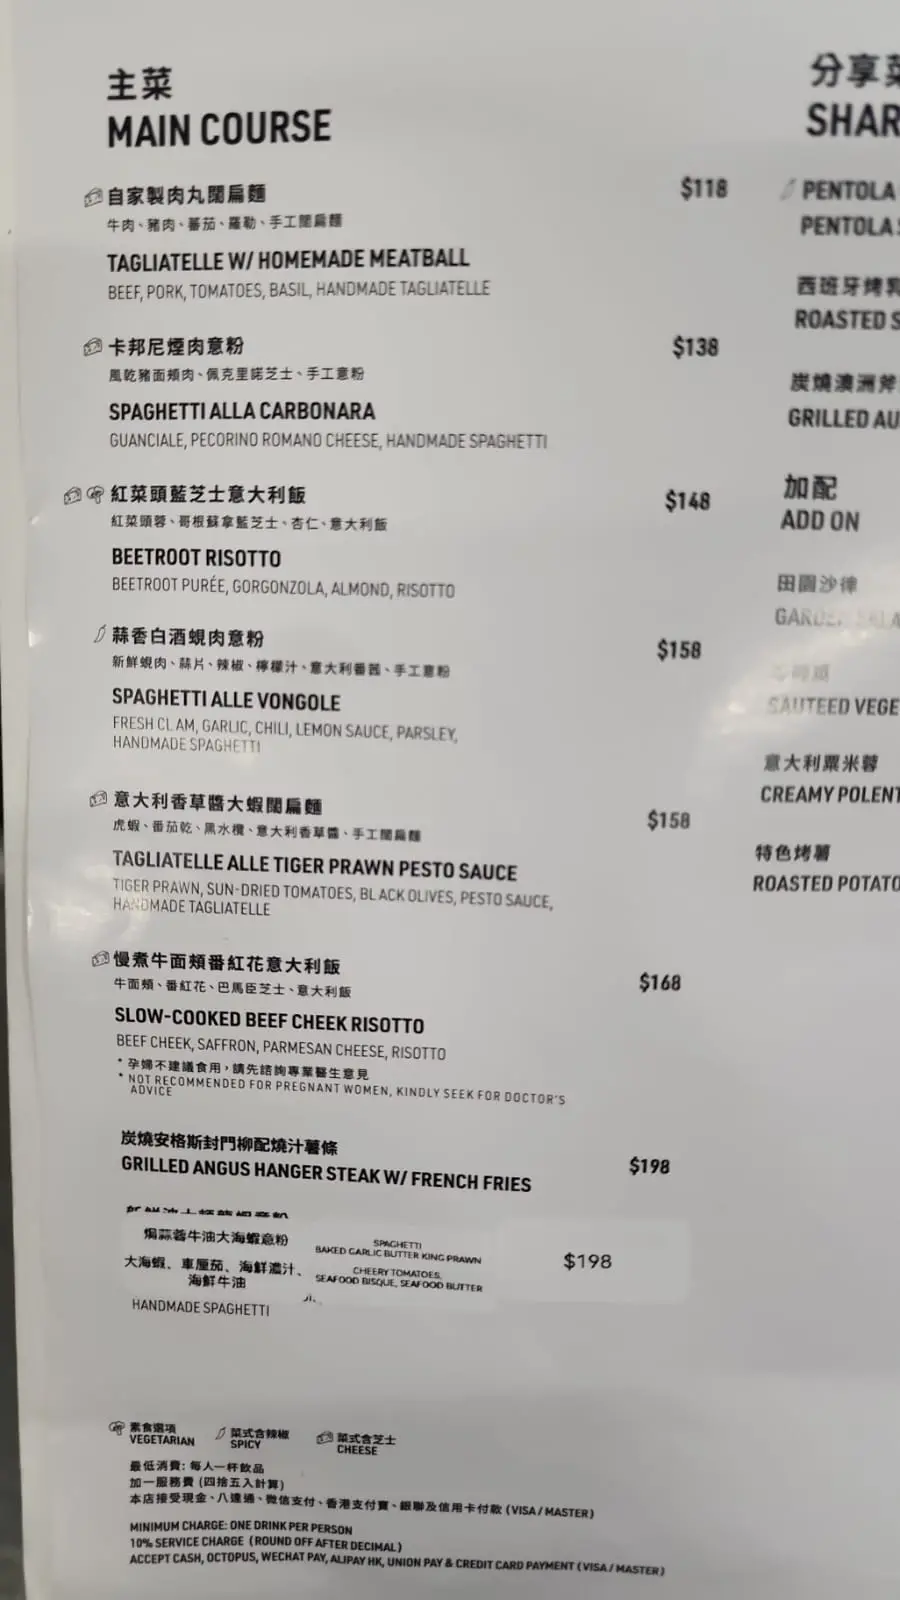 主菜
MAIN COURSE
自家製肉丸闊扁麵
$118
牛肉、豬肉、蕃茄、羅勒、手工闊扁麵
TAGLIATELLE W/ HOMEMADE MEATBALL
BEEF, PORK, TOMATOES, BASIL, HANDMADE TAGLIATELLE
卡邦尼煙肉意粉
$138
風乾豬面頰肉、佩克里諾芝士、手工意粉
SPAGHETTI ALLA CARBONARA
GUANCIALE, PECORINO ROMANO CHEESE, HANDMADE SPAGHETTI
紅菜頭藍芝士意大利飯
$148
紅菜頭蓉、哥根蘇拿藍芝士、杏仁、意大利飯
BEETROOT RISOTTO
BEETROOT PURÉE, GORGONZOLA, ALMOND, RISOTTO
蒜香白酒蜆肉意粉
$158
新鮮蜆肉、蒜片、辣椒、檸檬汁、意大利番茜、手工意粉
SPAGHETTI ALLE VONGOLE
FRESH CLAM, GARLIC, CHILI, LEMON SAUCE, PARSLEY,
HANDMADE SPAGHETTI
意大利香草醬大蝦闊扁麵
$158
虎蝦、番茄乾、黑水欖、意大利香草醬、手工闊扁麵
TAGLIATELLE ALLE TIGER PRAWN PESTO SAUCE
TIGER PRAWN, SUN-DRIED TOMATOES, BLACK OLIVES, PESTO SAUCE,
HANDMADE TAGLIATELLE
慢煮牛面頰番紅花意大利飯
$168
牛面頰、番紅花、巴馬臣芝士、意大利飯
SLOW-COOKED BEEF CHEEK RISOTTO
BEEF CHEEK, SAFFRON, PARMESAN CHEESE, RISOTTO
* 孕婦不建議食用，請先諮詢專業醫生意見
* NOT RECOMMENDED FOR PREGNANT WOMEN, KINDLY SEEK FOR DOCTOR'S
ADVICE
炭燒安格斯封門柳配燒汁薯條
$198
GRILLED ANGUS HANGER STEAK W/ FRENCH FRIES
焗蒜蓉牛油大海蝦意粉
SPAGHETTI
BAKED GARLIC BUTTER KING PRAWN
$198
大海蝦、車厘茄、海鮮濃汁、
海鮮牛油
CHEERY TOMATOES,
SEAFOOD BISQUE, SEAFOOD BUTTER
HANDMADE SPAGHETTI
素食選項
VEGETARIAN
菜式含辣椒
SPICY
菜式含芝士
CHEESE
最低消費: 每人一杯飲品
加一服務費 (四捨五入計算)
本店接受現金、八達通、微信支付、香港支付寶、銀聯及信用卡付款 (VISA / MASTER)
MINIMUM CHARGE: ONE DRINK PER PERSON
10% SERVICE CHARGE (ROUND OFF AFTER DECIMAL)
ACCEPT CASH, OCTOPUS, WECHAT PAY, ALIPAY HK, UNION PAY & CREDIT CARD PAYMENT (VISA / MASTER)
分享
SHAR
PENTOLA
PENTOLA
西班牙烤
ROASTED S
炭燒澳洲斧
GRILLED AU
加配
ADD ON
田園沙律
SAUTEED VEGE
意大利粟米蓉
CREAMY POLENT
特色烤薯
ROASTED POTATO